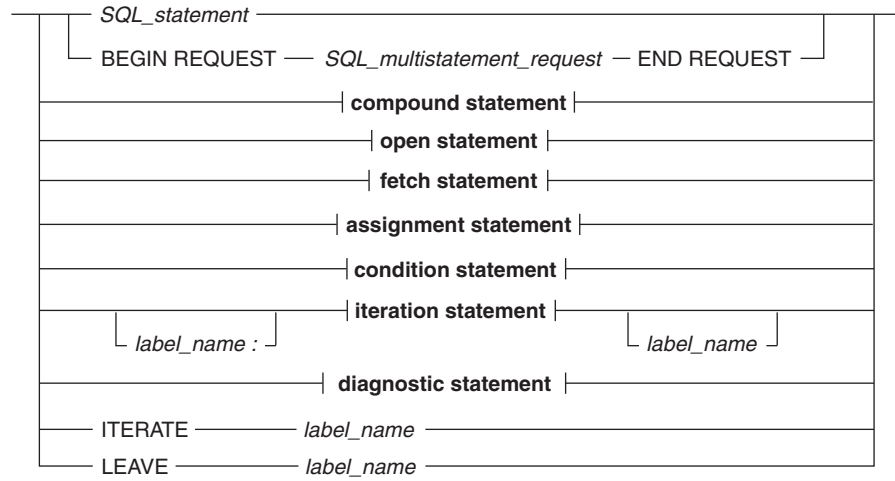 SQL_statement
BEGIN REQUEST SQL_multistatement_request END REQUEST
compound statement
open statement
fetch statement
assignment statement
condition statement
iteration statement
label_name : label_name
diagnostic statement
ITERATE label_name
LEAVE label_name